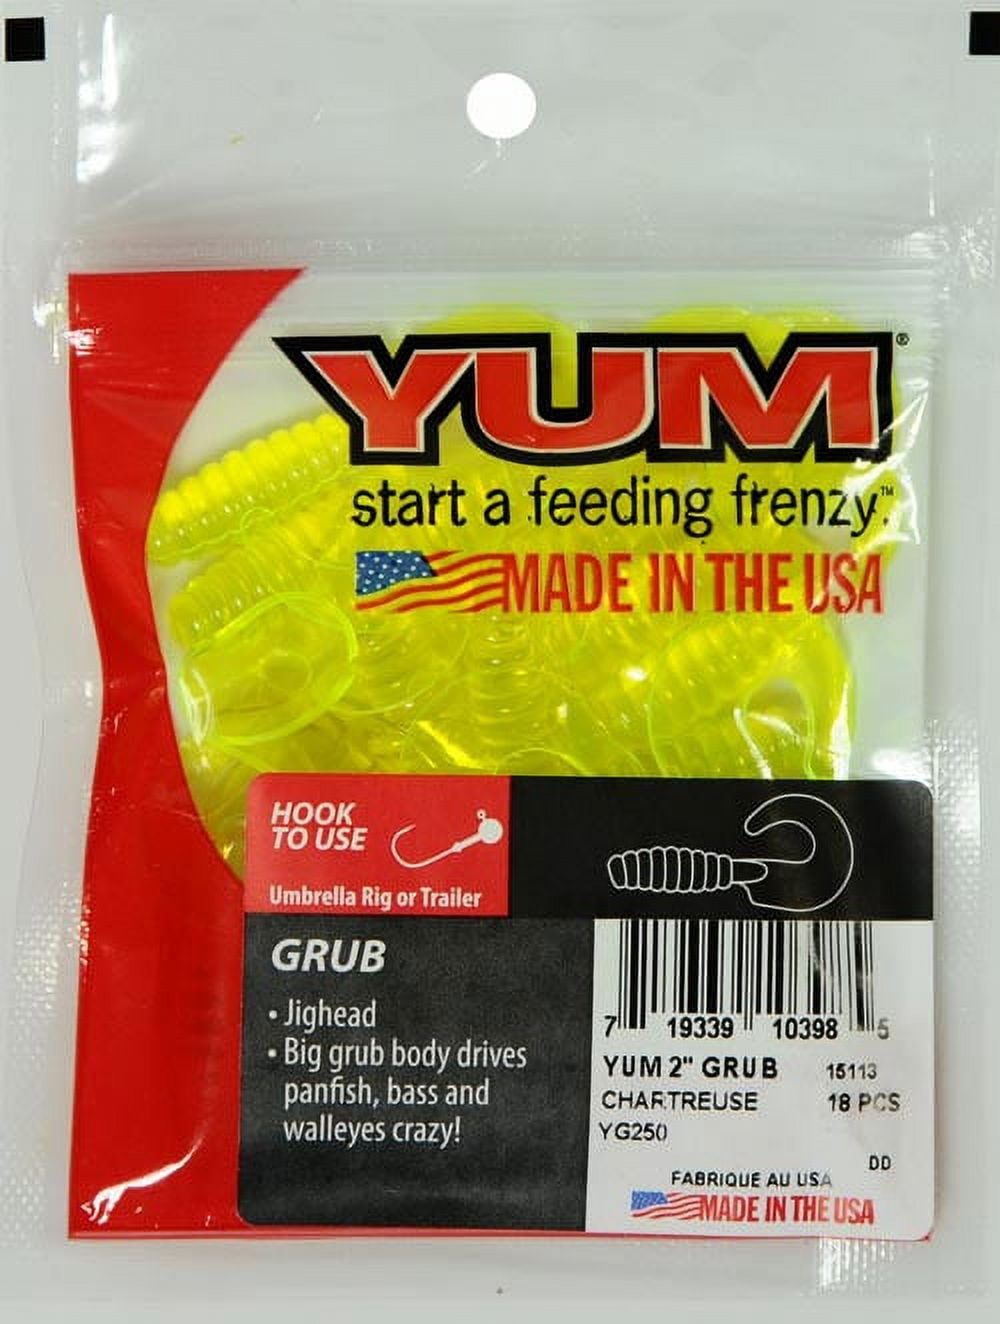 YUM®
start a feeding frenzy.™
MADE IN THE USA
HOOK
TO USE
Umbrella Rig or Trailer
GRUB
• Jighead
• Big grub body drives
panfish, bass and
walleyes crazy!
7 19339 10398 5
YUM 2" GRUB 15113
CHARTREUSE 18 PCS
YG250
DD
FABRIQUE AU USA
MADE IN THE USA